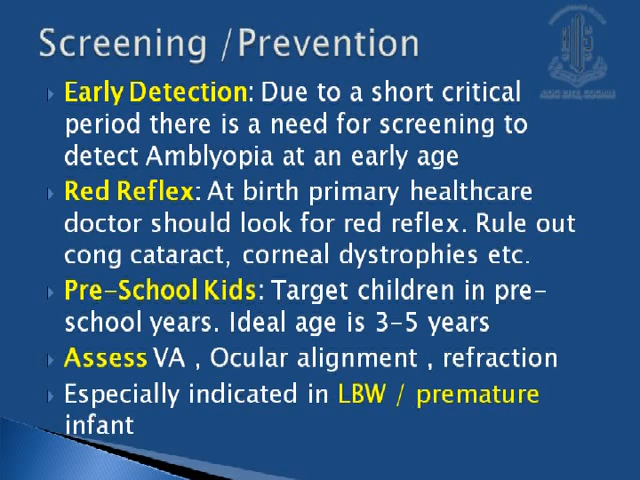 Screening /Prevention
Early Detection: Due to a short critical
period there is a need for screening to
detect Amblyopia at an early age
Red Reflex: At birth primary healthcare
doctor should look for red reflex. Rule out
cong cataract, corneal dystrophies etc.
Pre-School Kids: Target children in pre-
school years. Ideal age is 3-5 years
Assess VA , Ocular alignment , refraction
Especially indicated in LBW / premature
infant